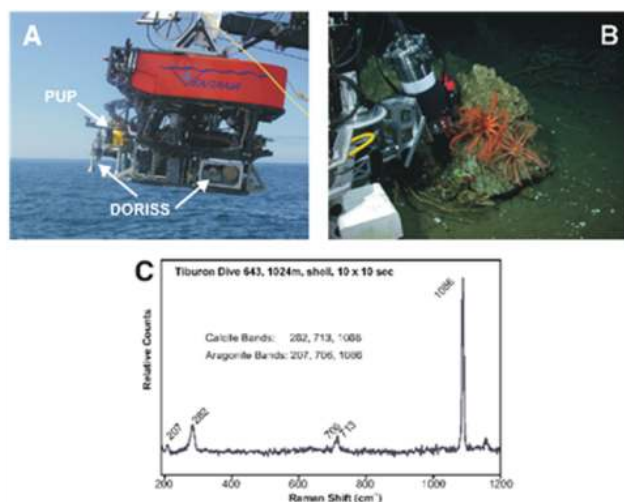 A
VENTANA
PUP
DORISS
B
C
Tiburon Dive 643, 1024m, shell, 10 x 10 sec
1086
Calcite Bands: 282, 713, 1086
Aragonite Bands: 207, 706, 1086
Relative Counts
207
282
706
713
200
400
600
800
1000
1200
Raman Shift (cm⁻¹)